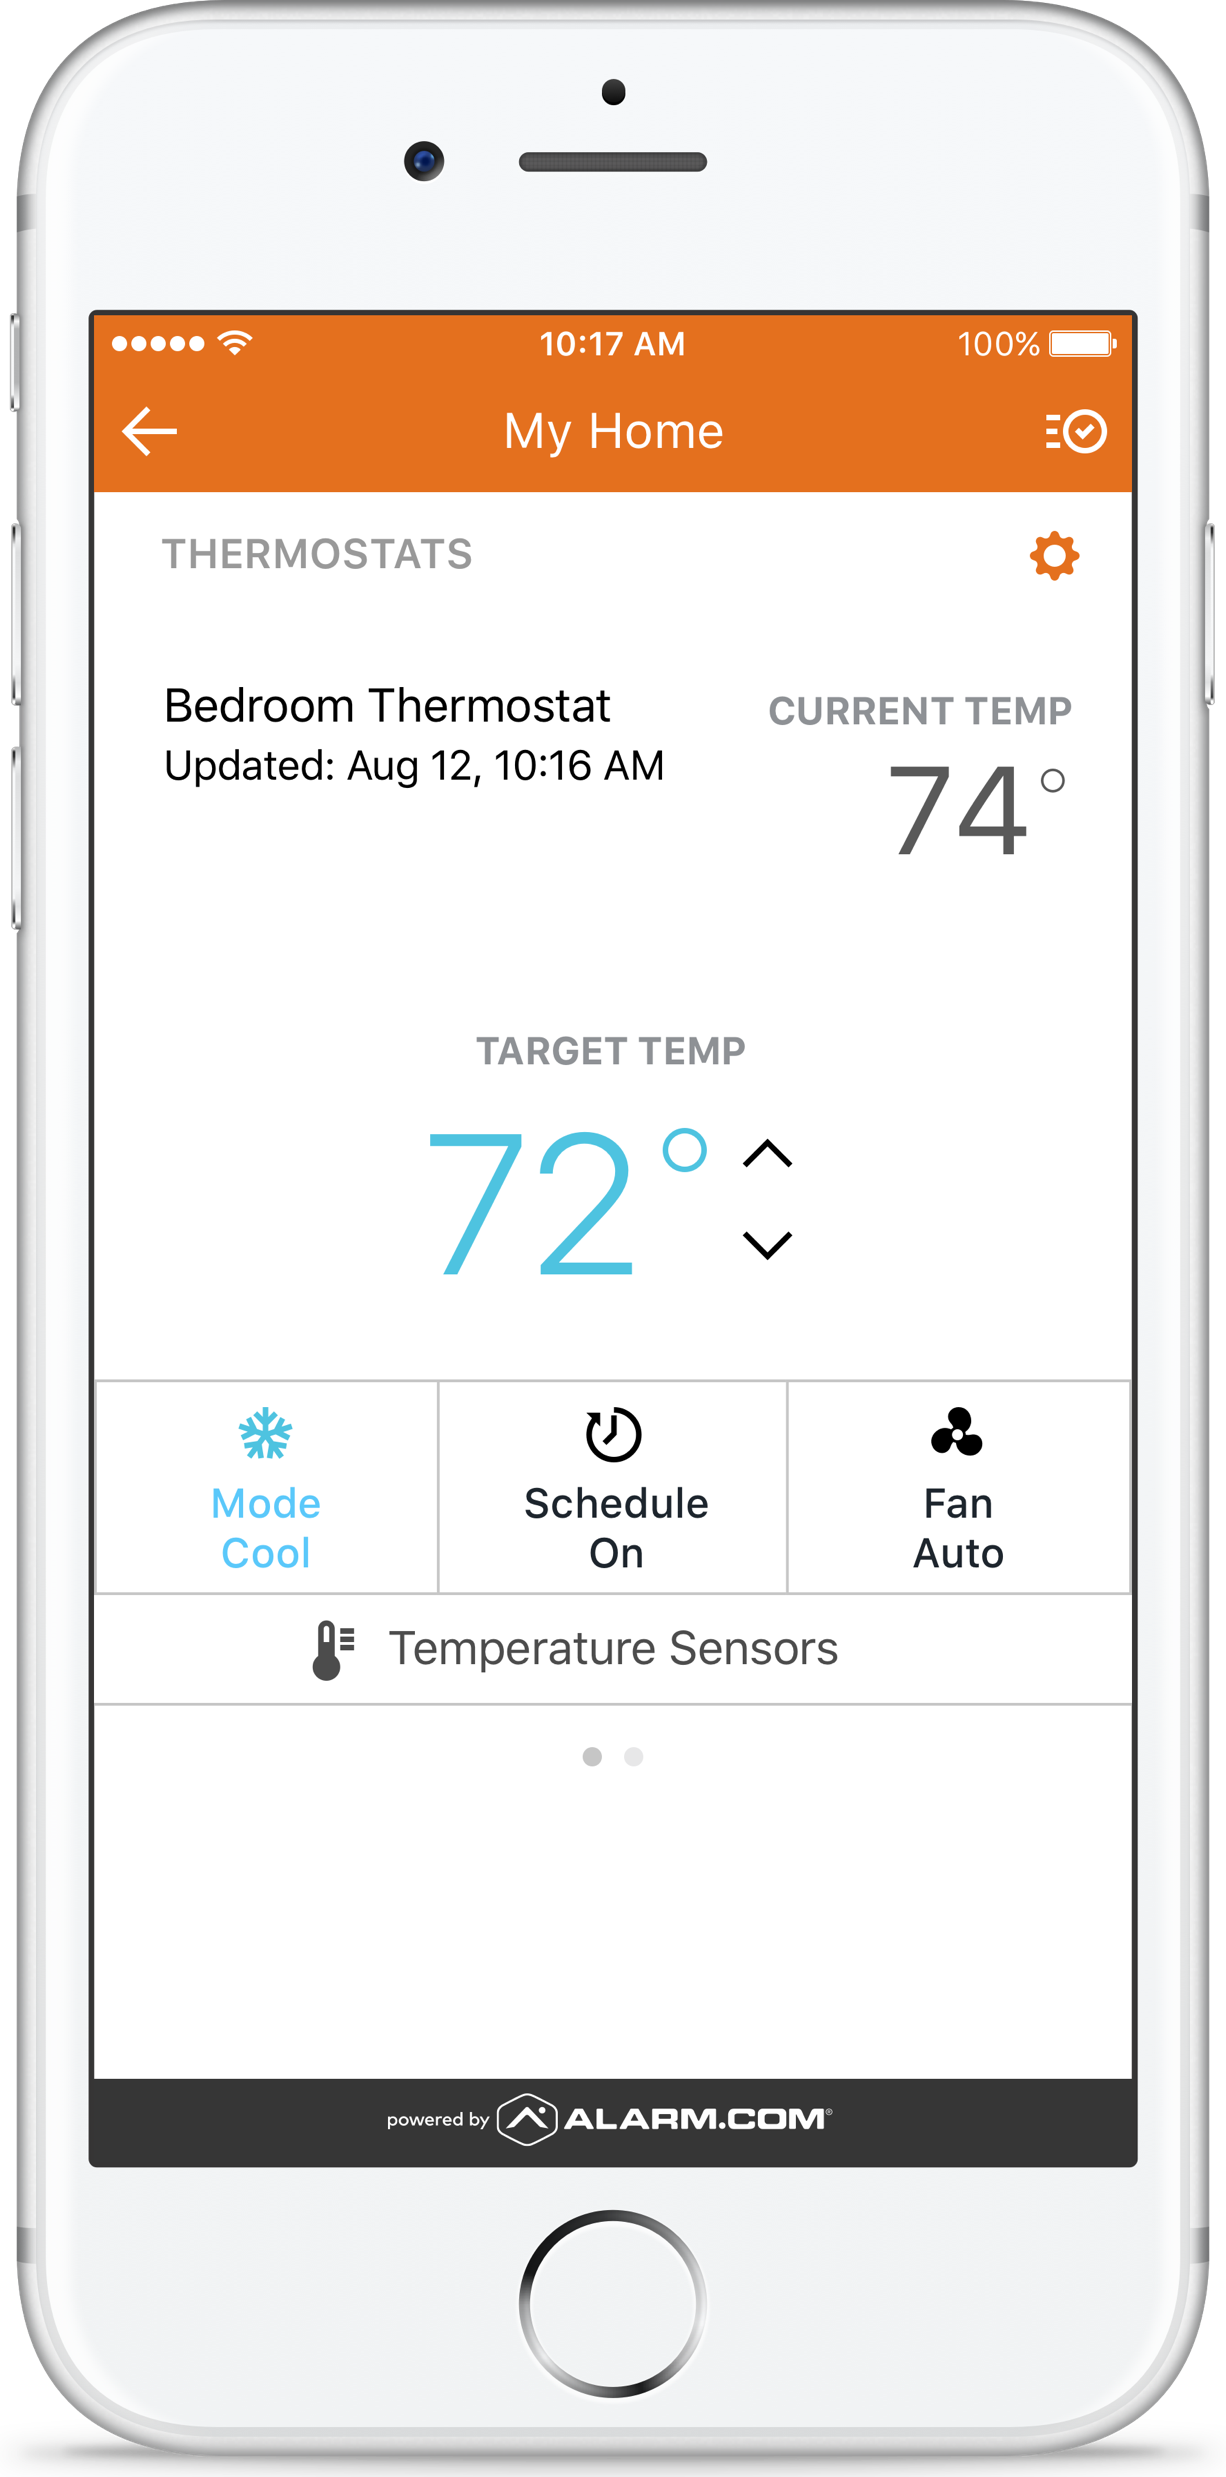 10:17 AM
100%
My Home
THERMOSTATS
Bedroom Thermostat
Updated: Aug 12, 10:16 AM
CURRENT TEMP
74°
TARGET TEMP
72°
Mode
Cool
Schedule
On
Fan
Auto
Temperature Sensors
powered by ALARM.COM®